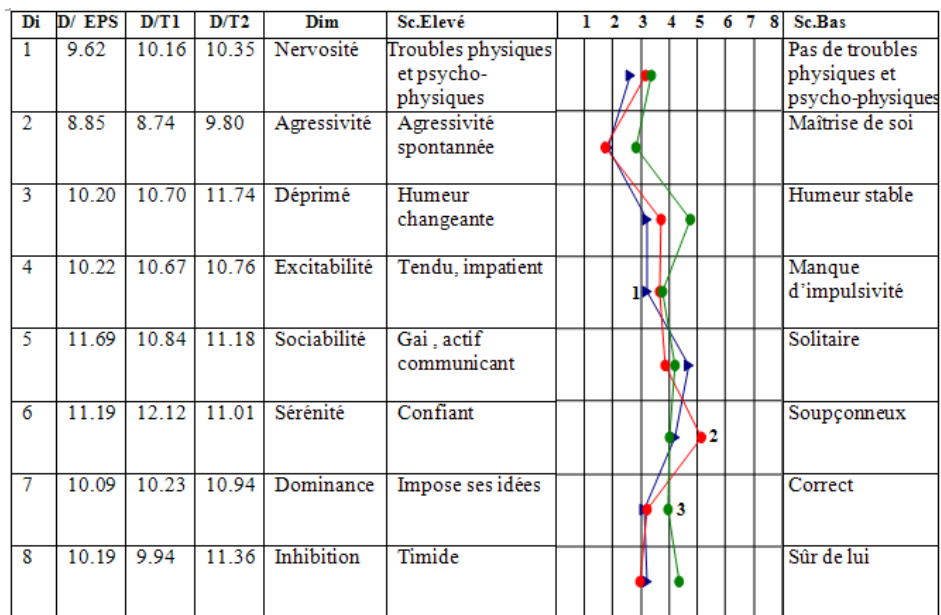 Di D/ EPS D/T1 D/T2 Dim Sc.Elevé 1 2 3 4 5 6 7 8 Sc.Bas
1 9.62 10.16 10.35 Nervosité Troubles physiques Pas de troubles
et psycho- physiques et
physiques psycho-physiques
2 8.85 8.74 9.80 Agressivité Agressivité Maîtrise de soi
spontannée
3 10.20 10.70 11.74 Déprimé Humeur Humeur stable
changeante
4 10.22 10.67 10.76 Excitabilité Tendu, impatient Manque
1 d’impulsivité
5 11.69 10.84 11.18 Sociabilité Gai , actif Solitaire
communicant
6 11.19 12.12 11.01 Sérénité Confiant Soupçonneux
2
7 10.09 10.23 10.94 Dominance Impose ses idées Correct
3
8 10.19 9.94 11.36 Inhibition Timide Sûr de lui